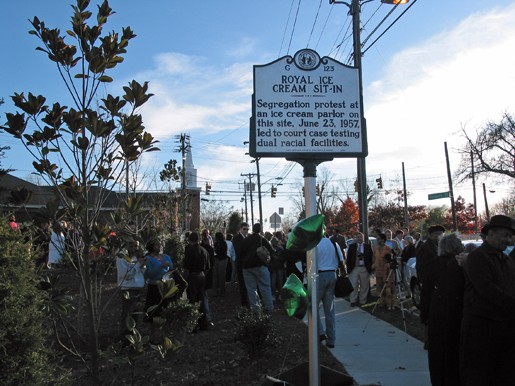 G 123
ROYAL ICE
CREAM SIT-IN
Segregation protest at
an ice cream parlor on
this site, June 23, 1957,
led to court case testing
dual racial facilities.